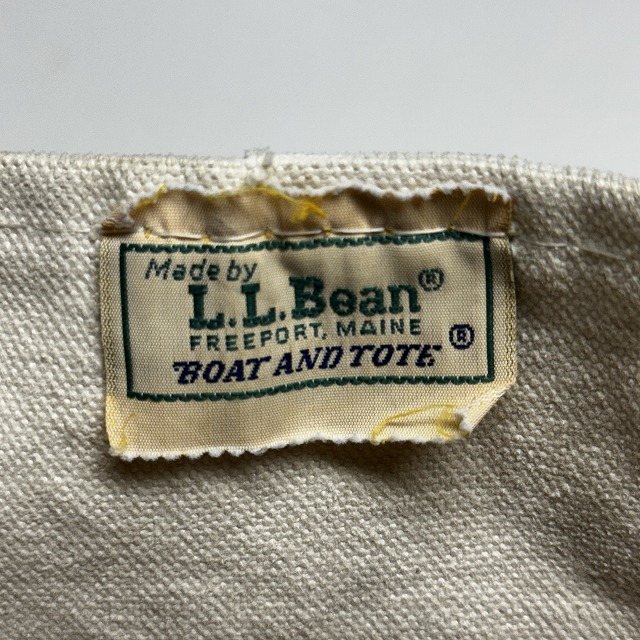 Made by
L.L.Bean®
FREEPORT, MAINE
BOAT AND TOTE®